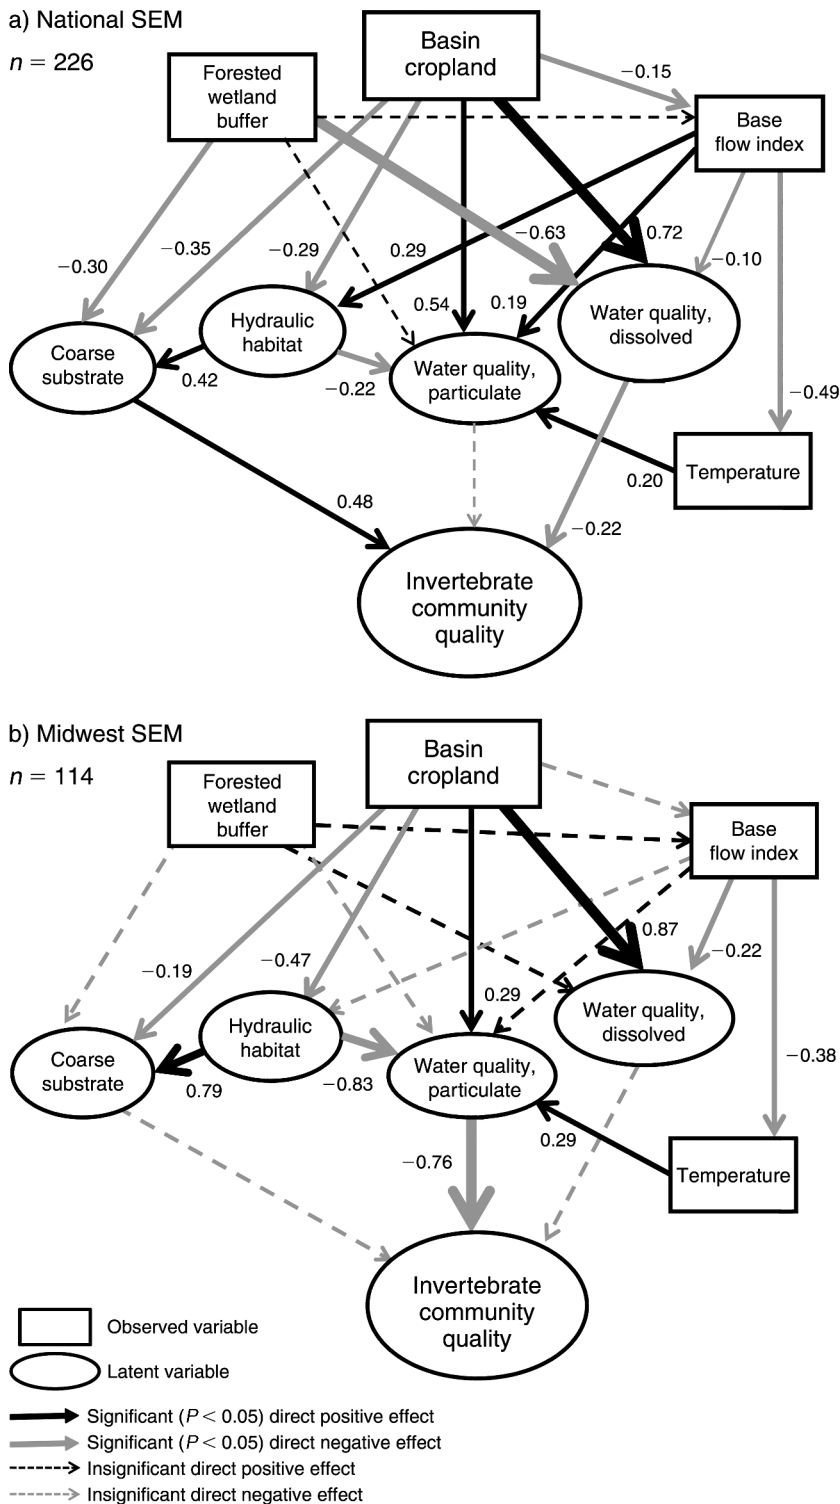 a) National SEM
n = 226
Forested
wetland
buffer
Basin
cropland
Base
flow index
−0.15
−0.30
−0.35
−0.29
0.29
−0.63
0.72
−0.10
0.54
0.19
Hydraulic
habitat
Water quality,
dissolved
Coarse
substrate
0.42
−0.22
Water quality,
particulate
−0.49
Temperature
0.20
0.48
−0.22
Invertebrate
community
quality
b) Midwest SEM
n = 114
Forested
wetland
buffer
Basin
cropland
Base
flow index
−0.19
−0.47
0.87
−0.22
0.29
Hydraulic
habitat
Water quality,
dissolved
Coarse
substrate
0.79
−0.83
Water quality,
particulate
−0.38
0.29
Temperature
−0.76
Invertebrate
community
quality
Observed variable
Latent variable
Significant (P < 0.05) direct positive effect
Significant (P < 0.05) direct negative effect
Insignificant direct positive effect
Insignificant direct negative effect